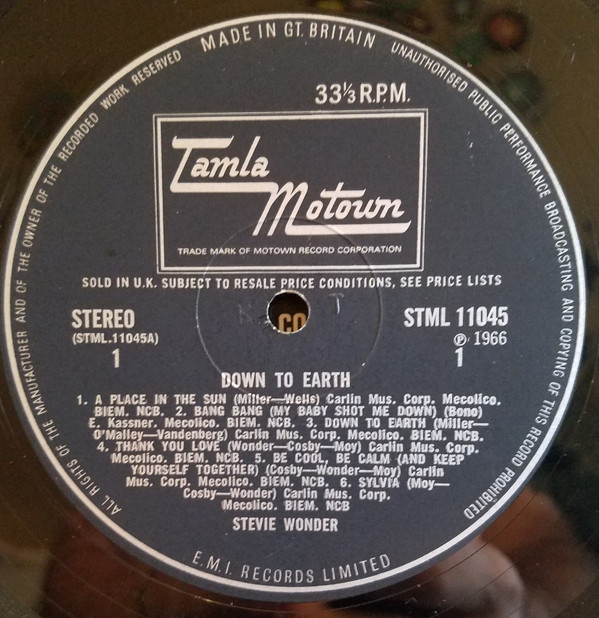 MADE IN GT. BRITAIN
UNAUTHORISED PUBLIC PERFORMANCE BROADCASTING AND COPYING OF THIS RECORD PROHIBITED
ALL RIGHTS OF THE MANUFACTURER AND OF THE OWNER OF THE RECORDED WORK RESERVED
33⅓ R.P.M.
Tamla
Motown
TRADE MARK OF MOTOWN RECORD CORPORATION
SOLD IN U.K. SUBJECT TO RESALE PRICE CONDITIONS, SEE PRICE LISTS
STEREO
(STML.11045A)
1
CO
STML 11045
℗ 1966
1
DOWN TO EARTH
1. A PLACE IN THE SUN (Miller—Wells) Carlin Mus. Corp. Mecolico.
BIEM. NCB. 2. BANG BANG (MY BABY SHOT ME DOWN) (Bono)
E. Kassner. Mecolico. BIEM. NCB. 3. DOWN TO EARTH (Miller—
O'Malley—Vandenberg) Carlin Mus. Corp. Mecolico. BIEM. NCB.
4. THANK YOU LOVE (Wonder—Cosby—Moy) Carlin Mus. Corp.
Mecolico. BIEM. NCB. 5. BE COOL, BE CALM (AND KEEP
YOURSELF TOGETHER) (Cosby—Wonder—Moy) Carlin
Mus. Corp. Mecolico. BIEM. NCB. 6. SYLVIA (Moy—
Cosby—Wonder) Carlin Mus. Corp.
Mecolico. BIEM. NCB
STEVIE WONDER
E.M.I. RECORDS LIMITED